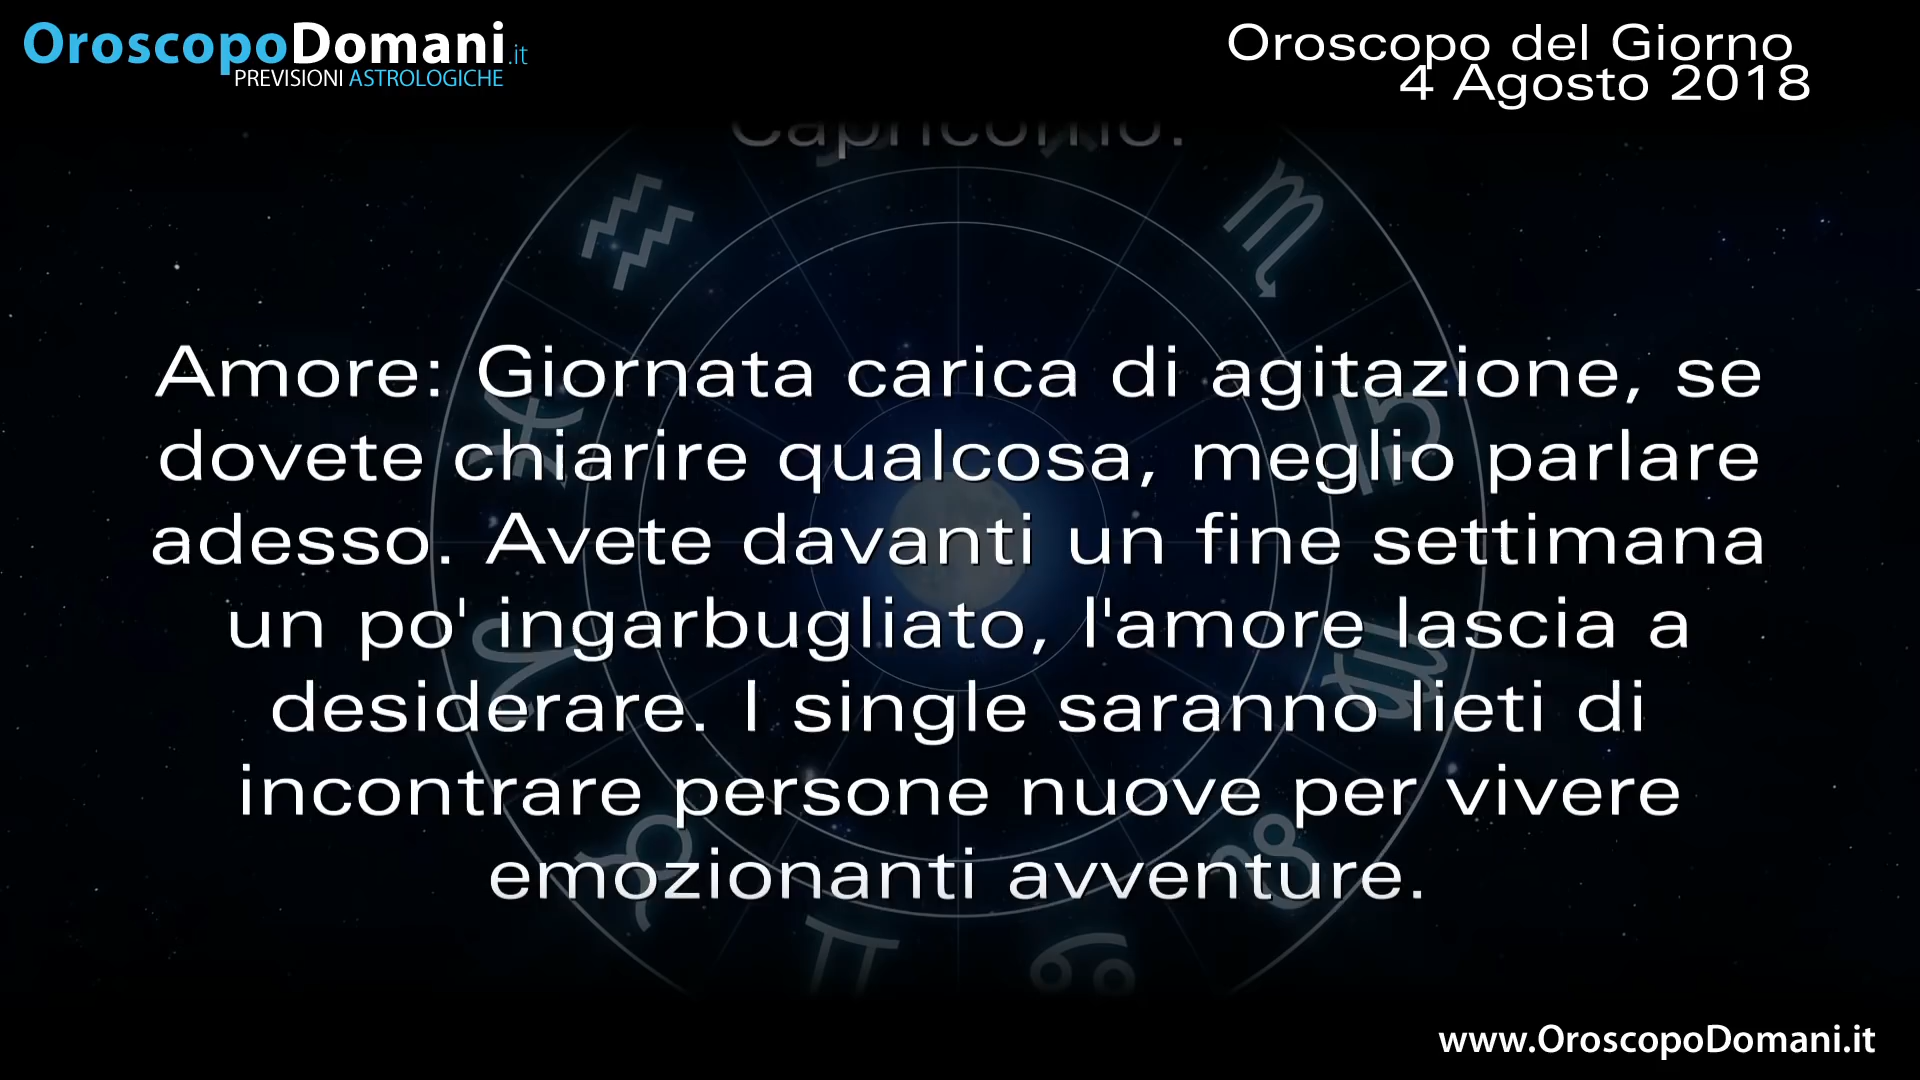 OroscopoDomani.it
PREVISIONI ASTROLOGICHE
Oroscopo del Giorno
4 Agosto 2018
Capricorno.
Amore: Giornata carica di agitazione, se
dovete chiarire qualcosa, meglio parlare
adesso. Avete davanti un fine settimana
un po' ingarbugliato, l'amore lascia a
desiderare. I single saranno lieti di
incontrare persone nuove per vivere
emozionanti avventure.
www.OroscopoDomani.it